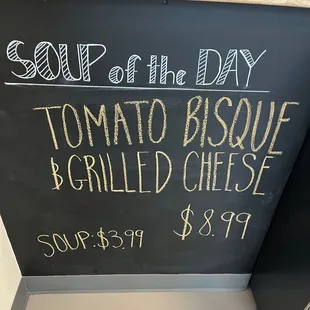 SOUP of the DAY
TOMATO BISQUE
& GRILLED CHEESE
$8.99
SOUP: $3.99